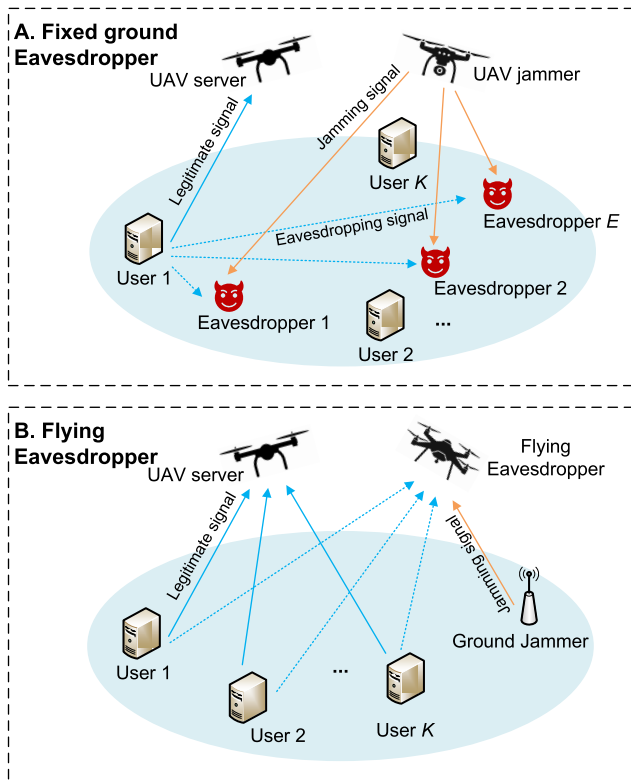 A. Fixed ground
Eavesdropper
UAV server
UAV jammer
Legitimate signal
Jamming signal
User K
Eavesdropper E
Eavesdropping signal
User 1
Eavesdropper 2
Eavesdropper 1
...
User 2
B. Flying
Eavesdropper
UAV server
Flying
Eavesdropper
Legitimate signal
Jamming signal
Ground Jammer
User 1
...
User K
User 2